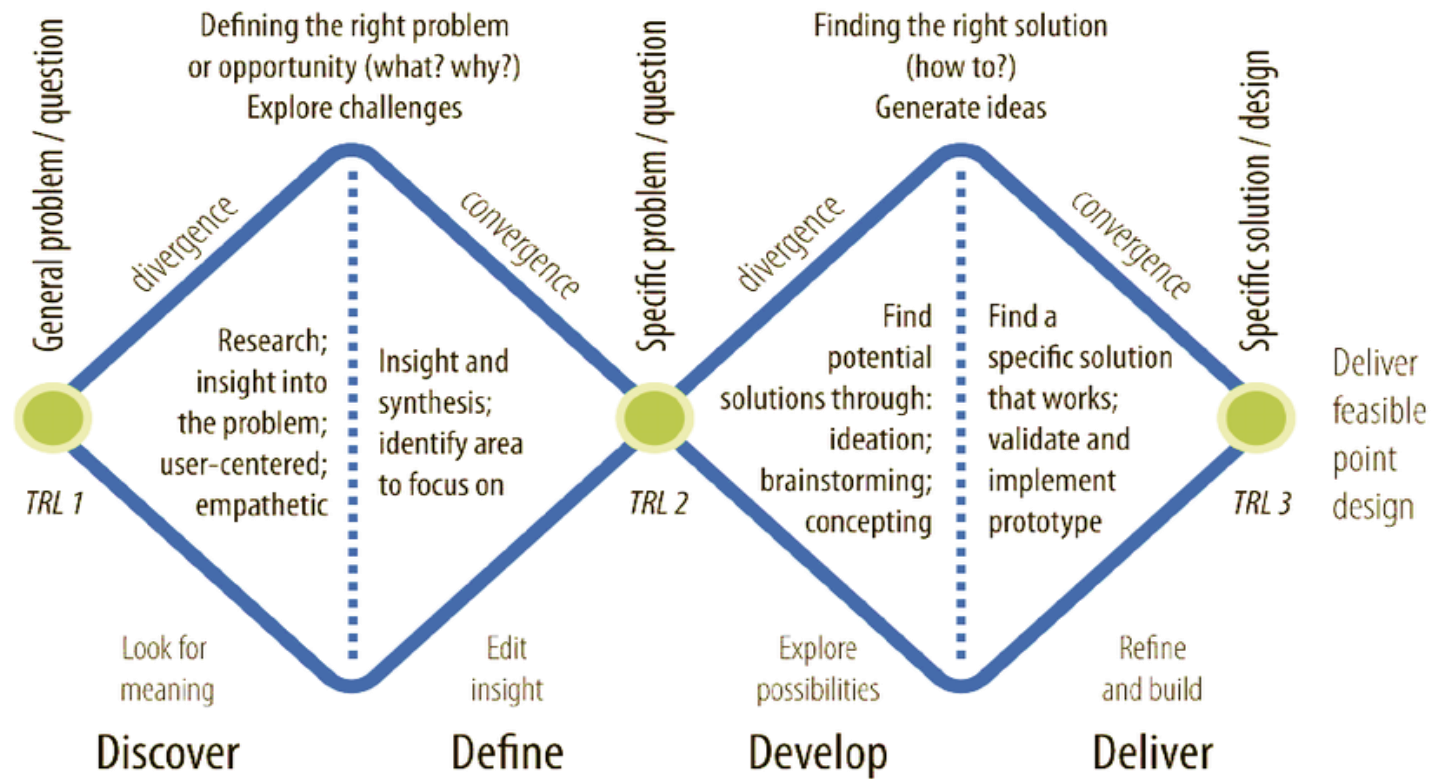 General problem / question
Defining the right problem
or opportunity (what? why?)
Explore challenges
Specific problem / question
Finding the right solution
(how to?)
Generate ideas
Specific solution / design
divergence
convergence
divergence
convergence
Research;
insight into
the problem;
user-centered;
empathetic
Insight and
synthesis;
identify area
to focus on
Find
potential
solutions through:
ideation;
brainstorming;
concepting
Find a
specific solution
that works;
validate and
implement
prototype
Deliver
feasible
point
design
TRL 1
TRL 2
TRL 3
Look for
meaning
Edit
insight
Explore
possibilities
Refine
and build
Discover
Define
Develop
Deliver